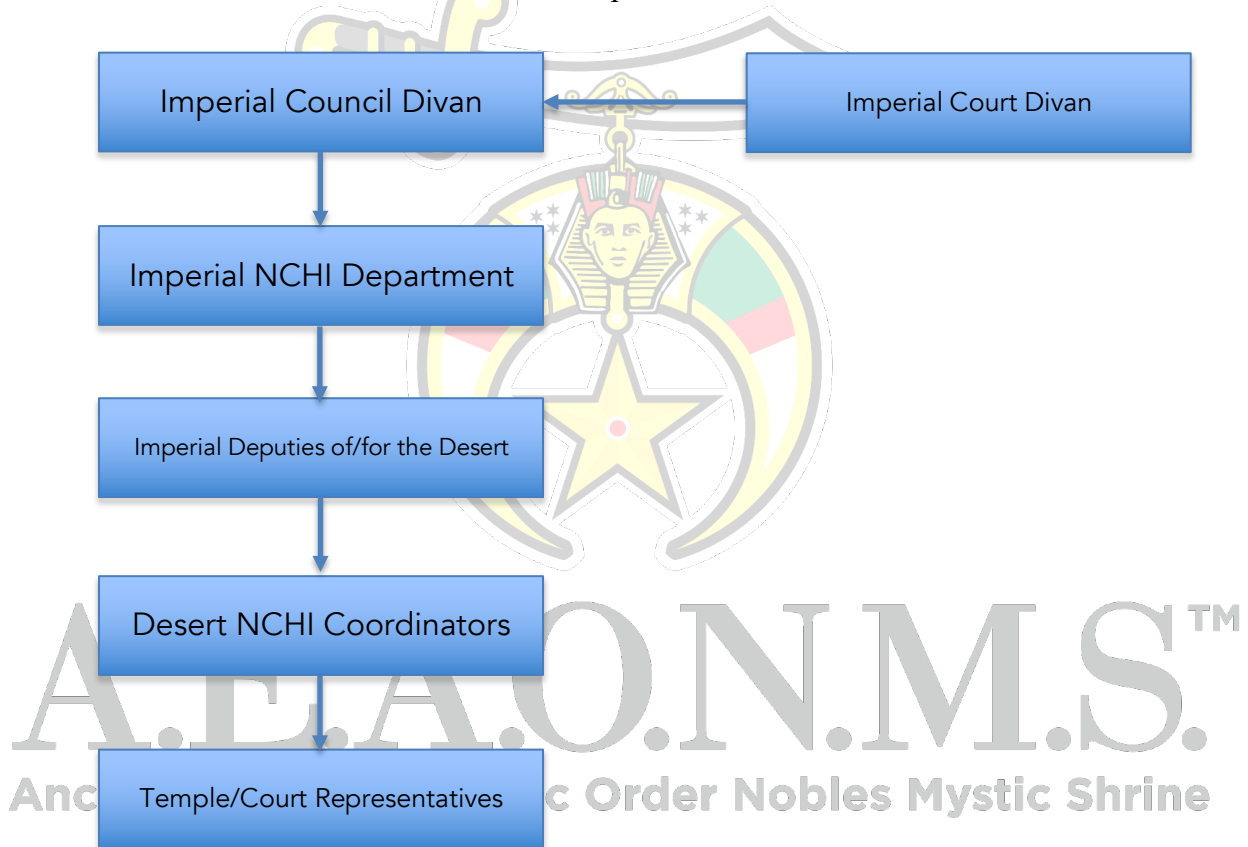 Imperial Council Divan
Imperial Court Divan
Imperial NCHI Department
Imperial Deputies of/for the Desert
Desert NCHI Coordinators
A.E.A.O.N.M.S.™
Temple/Court Representatives
Order Nobles Mystic Shrine